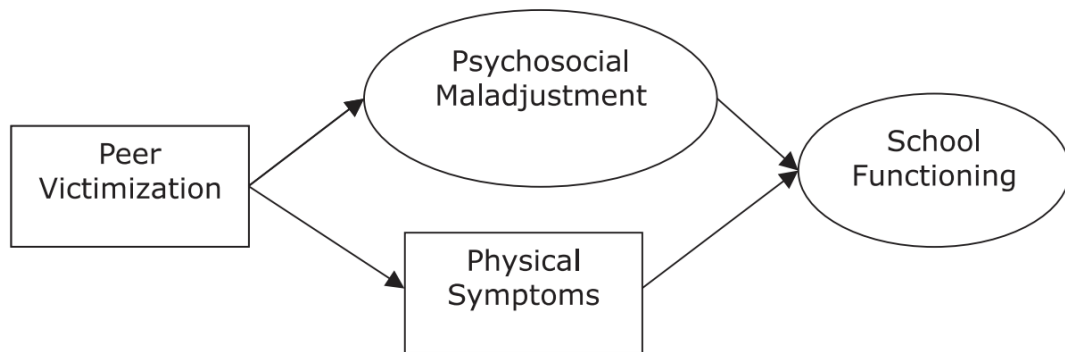 Psychosocial
Maladjustment
Peer
Victimization
School
Functioning
Physical
Symptoms